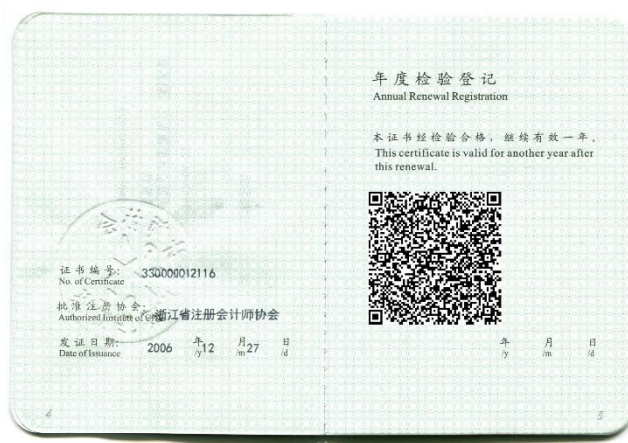 证书编号: 330000012116
No. of Certificate
批准注册协会: 浙江省注册会计师协会
Authorized Institute of CPAs
发证日期: 2006 年 12 月 27 日
Date of Issuance /y /m /d
4
年度检验登记
Annual Renewal Registration
本证书经检验合格，继续有效一年。
This certificate is valid for another year after
this renewal.
年 月 日
/y /m /d
5